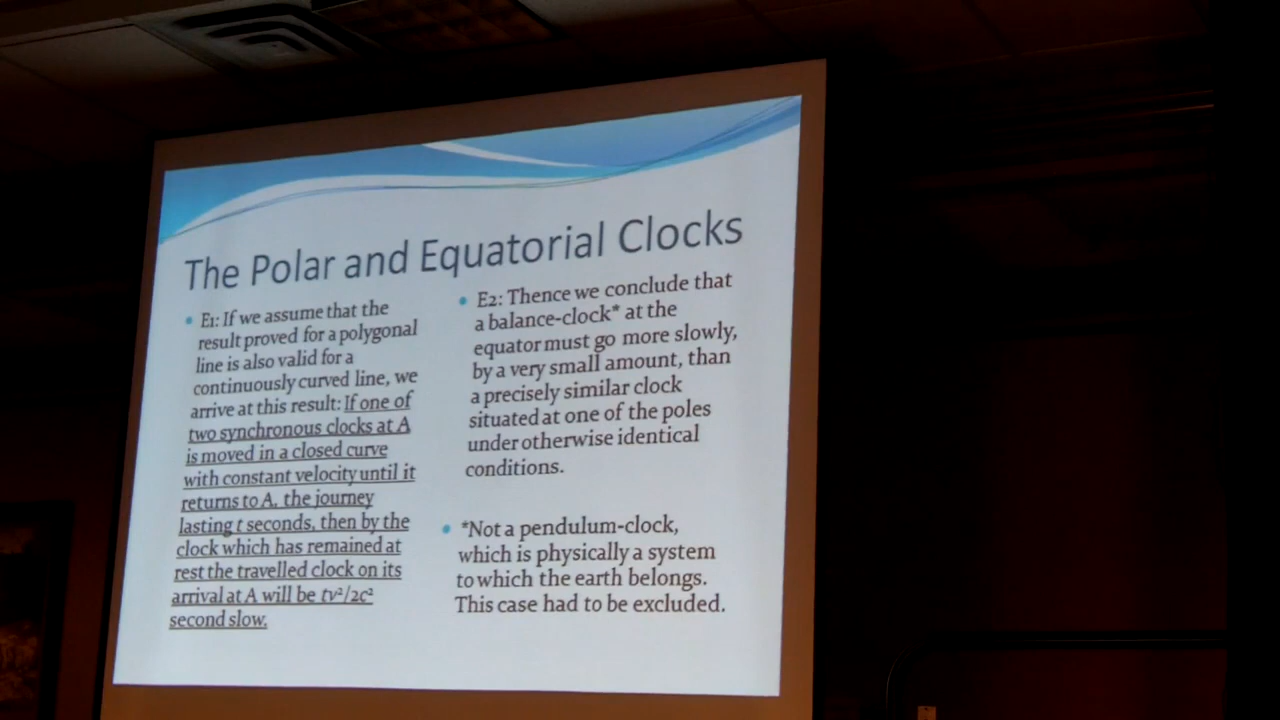 The Polar and Equatorial Clocks
E1: If we assume that the
result proved for a polygonal
line is also valid for a
continuously curved line, we
arrive at this result: If one of
two synchronous clocks at A
is moved in a closed curve
with constant velocity until it
returns to A, the journey
lasting t seconds, then by the
clock which has remained at
rest the travelled clock on its
arrival at A will be tv²/2c²
second slow.
E2: Thence we conclude that
a balance-clock* at the
equator must go more slowly,
by a very small amount, than
a precisely similar clock
situated at one of the poles
under otherwise identical
conditions.
*Not a pendulum-clock,
which is physically a system
to which the earth belongs.
This case had to be excluded.